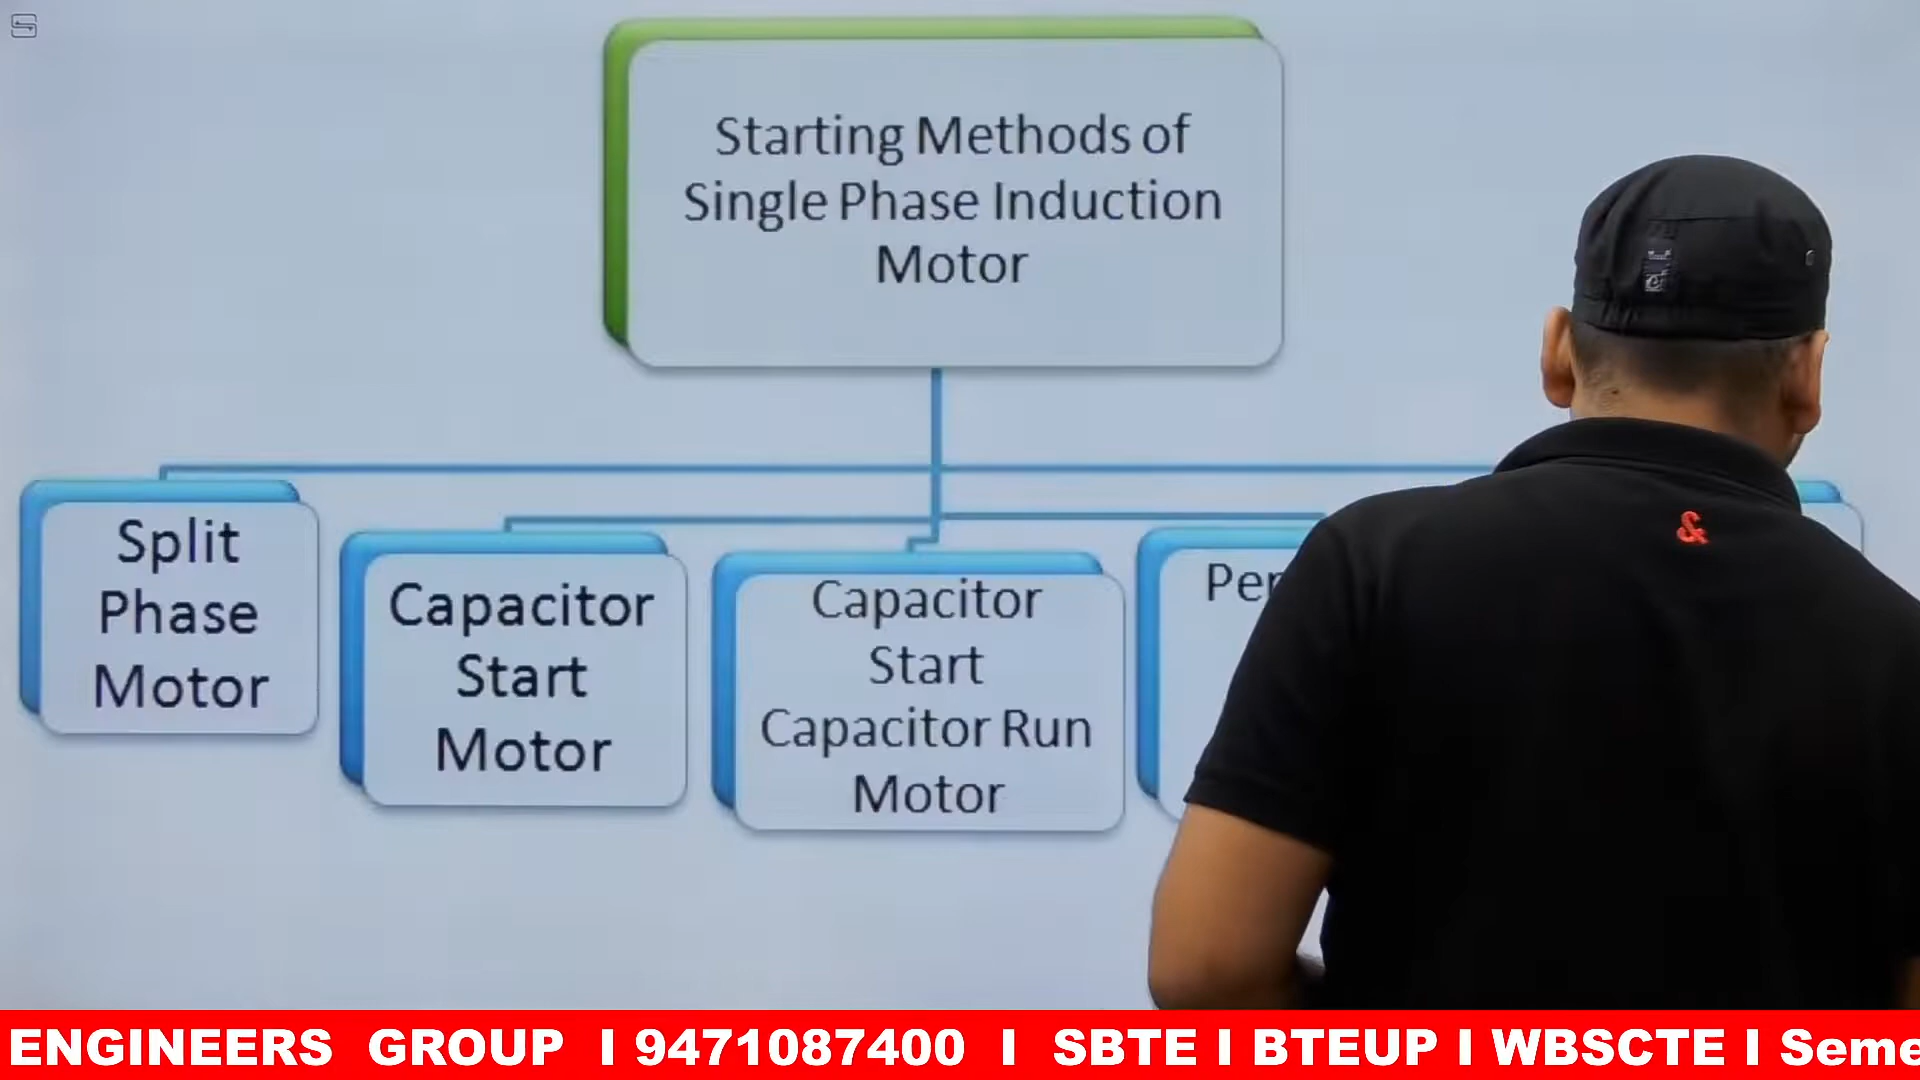 Starting Methods of
Single Phase Induction
Motor
Split
Phase
Motor
Capacitor
Start
Motor
Capacitor
Start
Capacitor Run
Motor
Per
&
ENGINEERS GROUP I 9471087400 I SBTE I BTEUP I WBSCTE I Seme